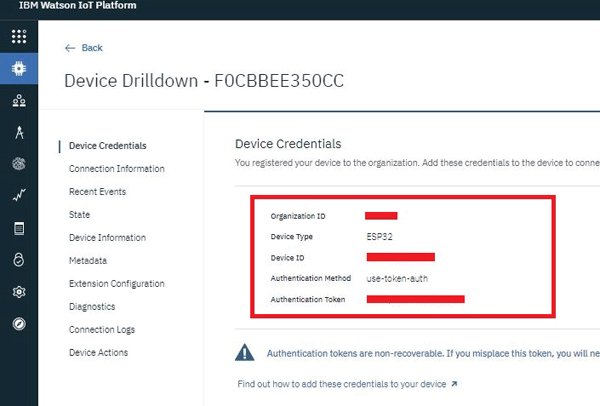 IBM Watson IoT Platform
Back
Device Drilldown - F0CBBEE350CC
Device Credentials
Connection Information
Recent Events
State
Device Information
Metadata
Extension Configuration
Diagnostics
Connection Logs
Device Actions
Device Credentials
You registered your device to the organization. Add these credentials to the device to conne
Organization ID
Device Type ESP32
Device ID
Authentication Method use-token-auth
Authentication Token
Authentication tokens are non-recoverable. If you misplace this token, you will ne
Find out how to add these credentials to your device